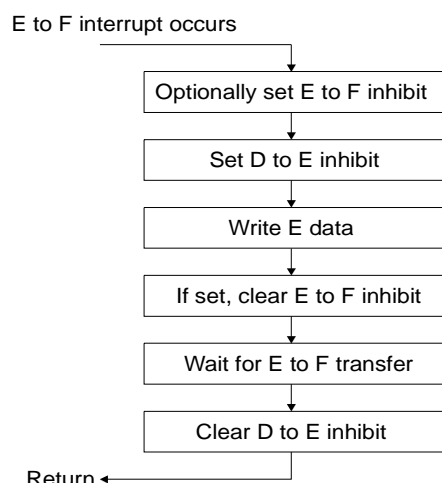 E to F interrupt occurs
Optionally set E to F inhibit
Set D to E inhibit
Write E data
If set, clear E to F inhibit
Wait for E to F transfer
Clear D to E inhibit
Return